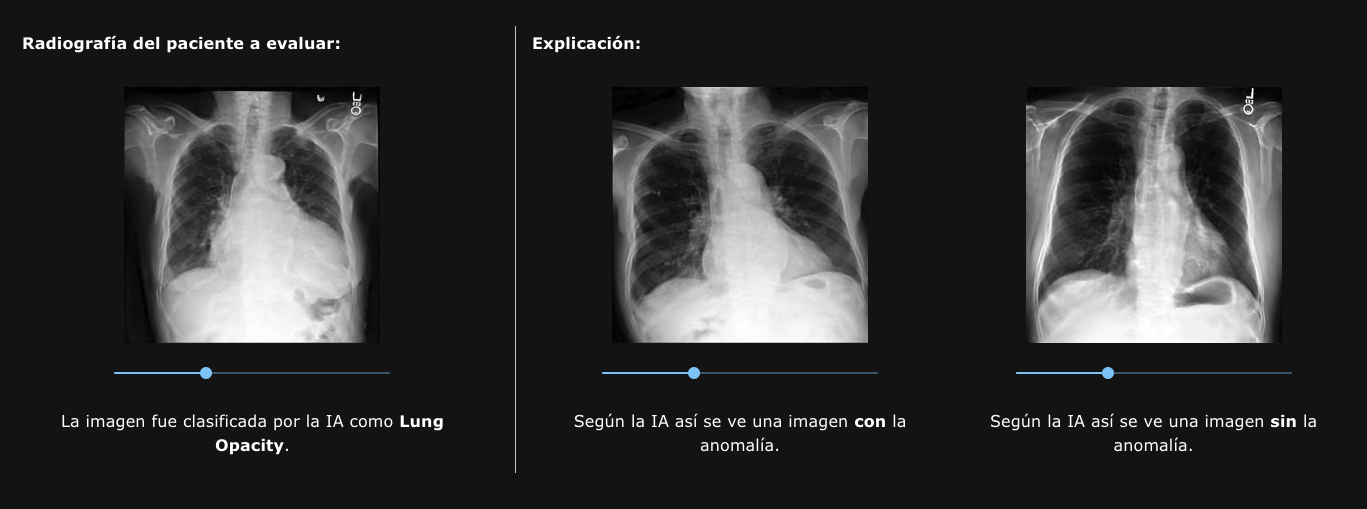 Radiografía del paciente a evaluar:
Explicación:
La imagen fue clasificada por la IA como Lung
Opacity.
Según la IA así se ve una imagen con la
anomalía.
Según la IA así se ve una imagen sin la
anomalía.